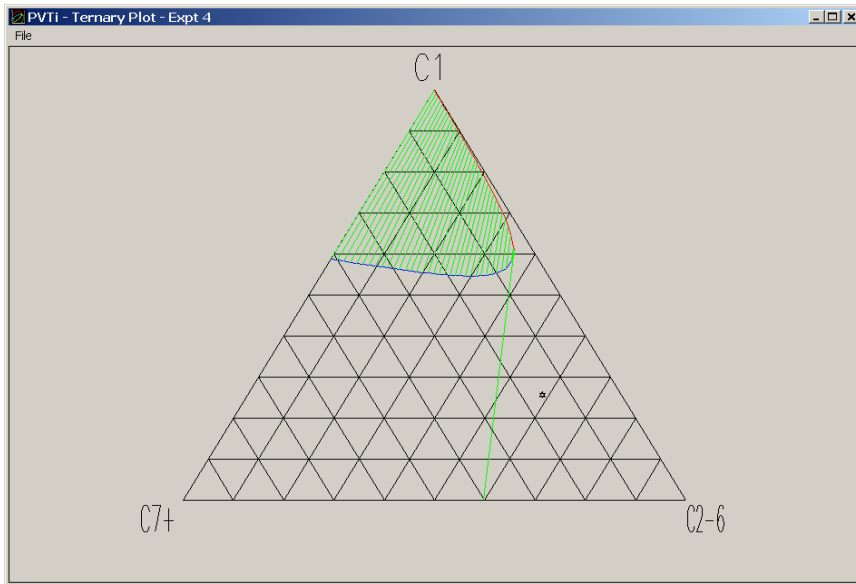 PVTi - Ternary Plot - Expt 4
File
C1
C7+
C2-6